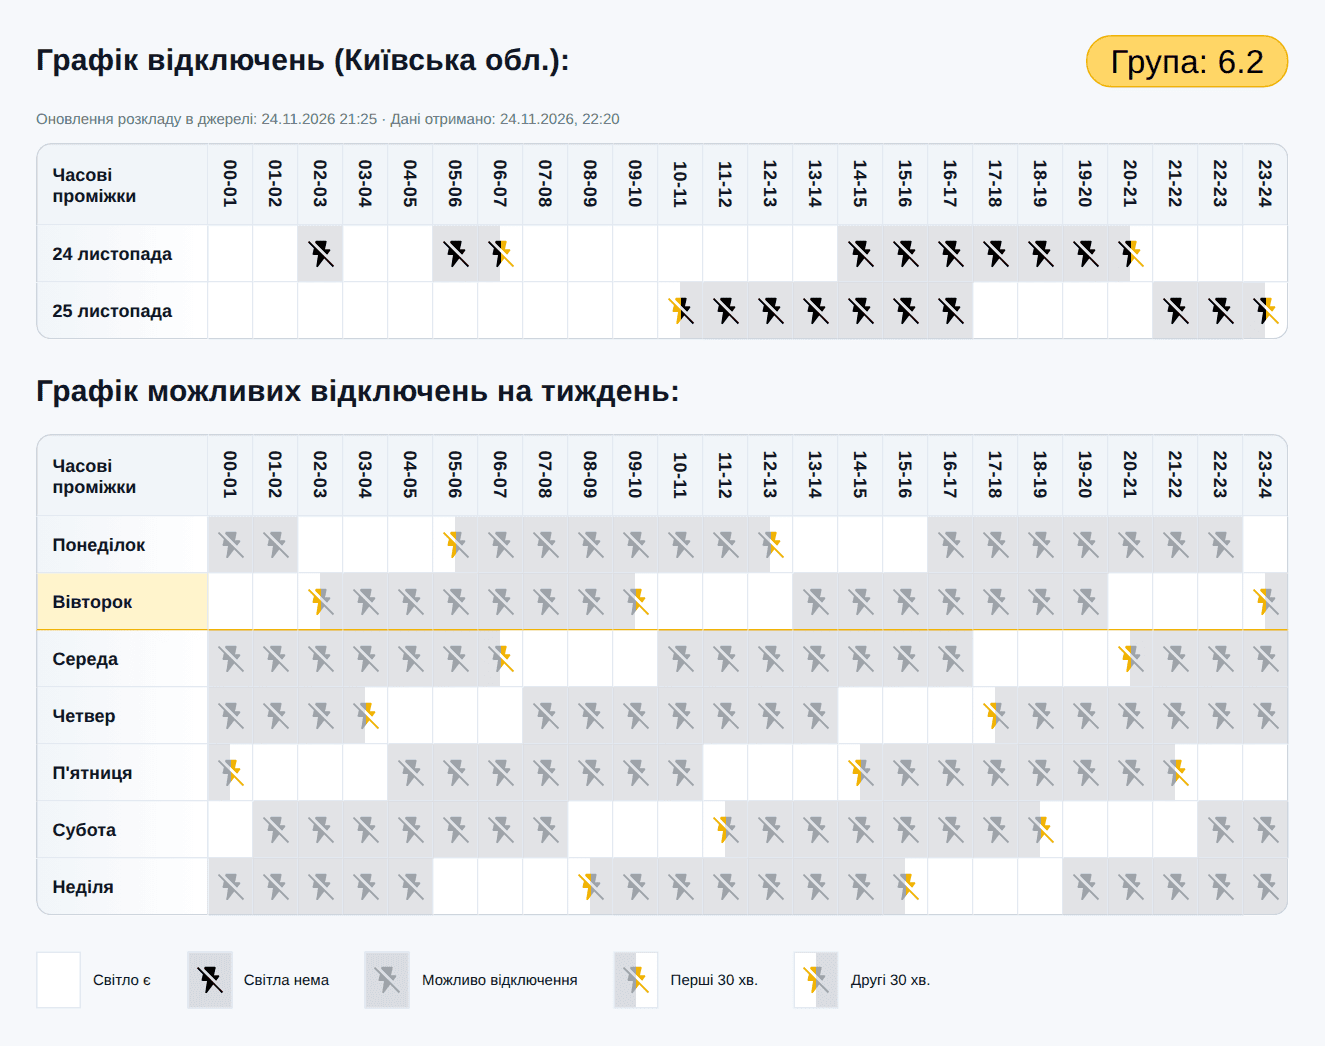 Графік відключень (Київська обл.):
Група: 6.2
Оновлення розкладу в джерелі: 24.11.2026 21:25 · Дані отримано: 24.11.2026, 22:20
Часові
проміжки
00-01 01-02 02-03 03-04 04-05 05-06 06-07 07-08 08-09 09-10 10-11 11-12 12-13 13-14 14-15 15-16 16-17 17-18 18-19 19-20 20-21 21-22 22-23 23-24
24 листопада
25 листопада
Графік можливих відключень на тиждень:
Часові
проміжки
00-01 01-02 02-03 03-04 04-05 05-06 06-07 07-08 08-09 09-10 10-11 11-12 12-13 13-14 14-15 15-16 16-17 17-18 18-19 19-20 20-21 21-22 22-23 23-24
Понеділок
Вівторок
Середа
Четвер
П'ятниця
Субота
Неділя
Світло є
Світла нема
Можливо відключення
Перші 30 хв.
Другі 30 хв.